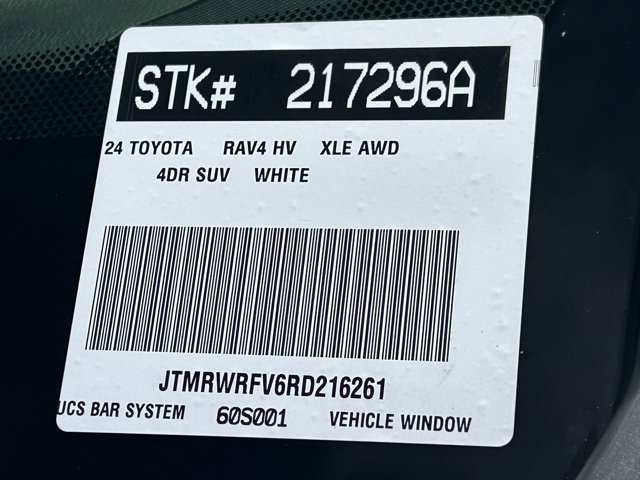 STK# 217296A
24 TOYOTA RAV4 HV XLE AWD
4DR SUV WHITE
JTMRWRFV6RD216261
UCS BAR SYSTEM 60S001 VEHICLE WINDOW